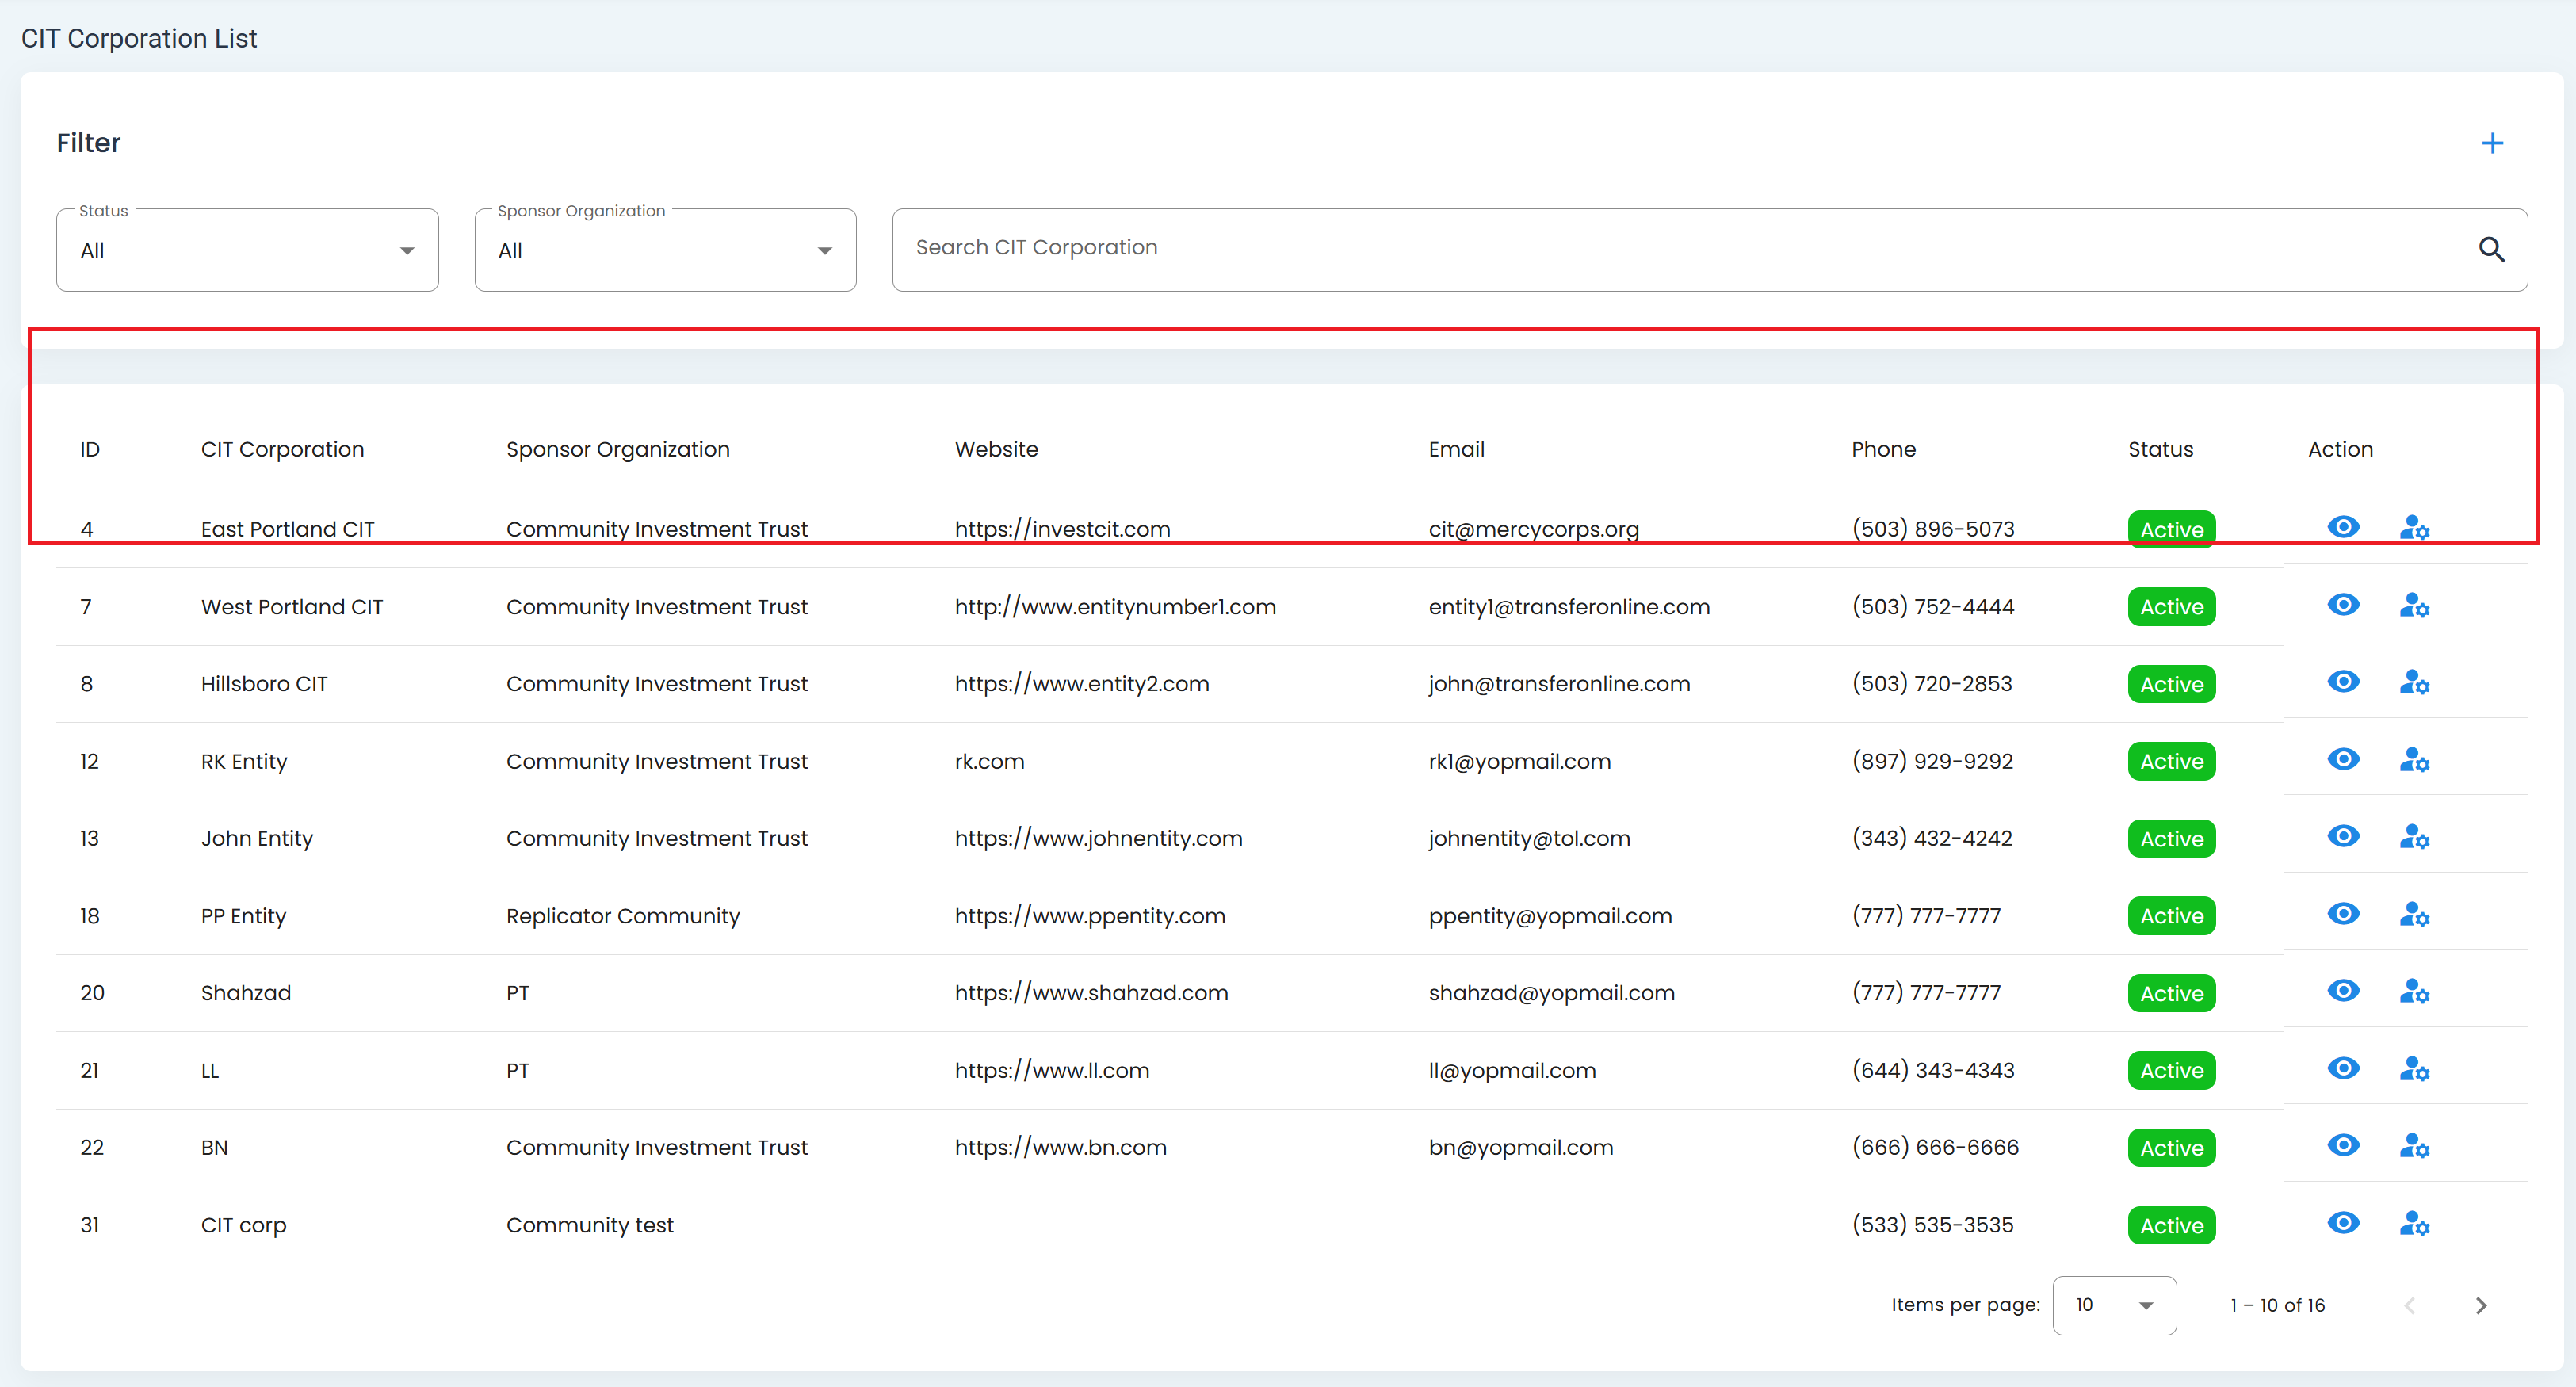 CIT Corporation List
Filter
Status
All
Sponsor Organization
All
Search CIT Corporation
ID CIT Corporation Sponsor Organization Website Email Phone Status Action
4 East Portland CIT Community Investment Trust https://investcit.com cit@mercycorps.org (503) 896-5073 Active
7 West Portland CIT Community Investment Trust http://www.entitynumber1.com entity1@transferonline.com (503) 752-4444 Active
8 Hillsboro CIT Community Investment Trust https://www.entity2.com john@transferonline.com (503) 720-2853 Active
12 RK Entity Community Investment Trust rk.com rk1@yopmail.com (897) 929-9292 Active
13 John Entity Community Investment Trust https://www.johnentity.com johnentity@tol.com (343) 432-4242 Active
18 PP Entity Replicator Community https://www.ppentity.com ppentity@yopmail.com (777) 777-7777 Active
20 Shahzad PT https://www.shahzad.com shahzad@yopmail.com (777) 777-7777 Active
21 LL PT https://www.ll.com ll@yopmail.com (644) 343-4343 Active
22 BN Community Investment Trust https://www.bn.com bn@yopmail.com (666) 666-6666 Active
31 CIT corp Community test (533) 535-3535 Active
Items per page: 10 1 – 10 of 16